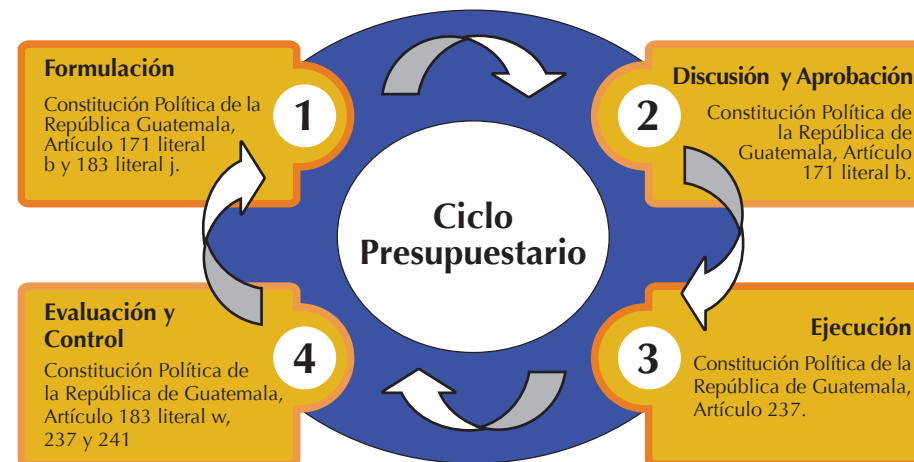 Formulación
Constitución Política de la
República Guatemala,
Artículo 171 literal
b y 183 literal j.
1
Discusión y Aprobación
2
Constitución Política de
la República de
Guatemala, Artículo
171 literal b.
Ciclo
Presupuestario
Ejecución
3
Constitución Política de la
República de Guatemala,
Artículo 237.
Evaluación y
Control
4
Constitución Política de
la República de Guatemala,
Artículo 183 literal w,
237 y 241